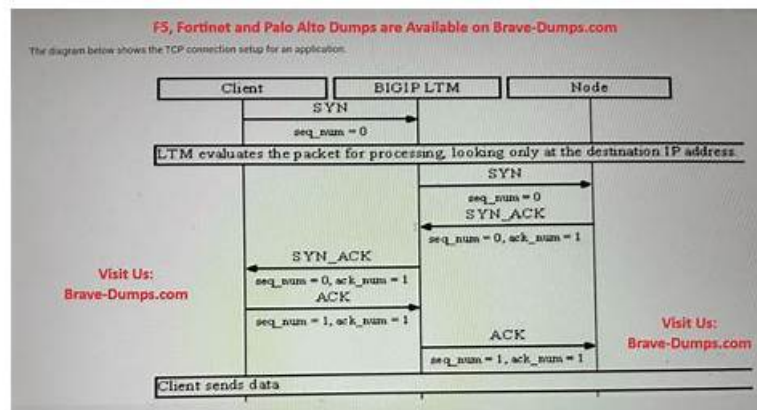 F5, Fortinet and Palo Alto Dumps are Available on Brave-Dumps.com
The diagram below shows the TCP connection setup for an application.
Client BIGIP LTM Node
SYN
seq_num = 0
LTM evaluates the packet for processing, looking only at the destination IP address.
SYN
seq_num = 0
SYN_ACK
seq_num = 0, ack_num = 1
SYN_ACK
seq_num = 0, ack_num = 1
ACK
seq_num = 1, ack_num = 1
ACK
seq_num = 1, ack_num = 1
Client sends data
Visit Us:
Brave-Dumps.com
Visit Us:
Brave-Dumps.com